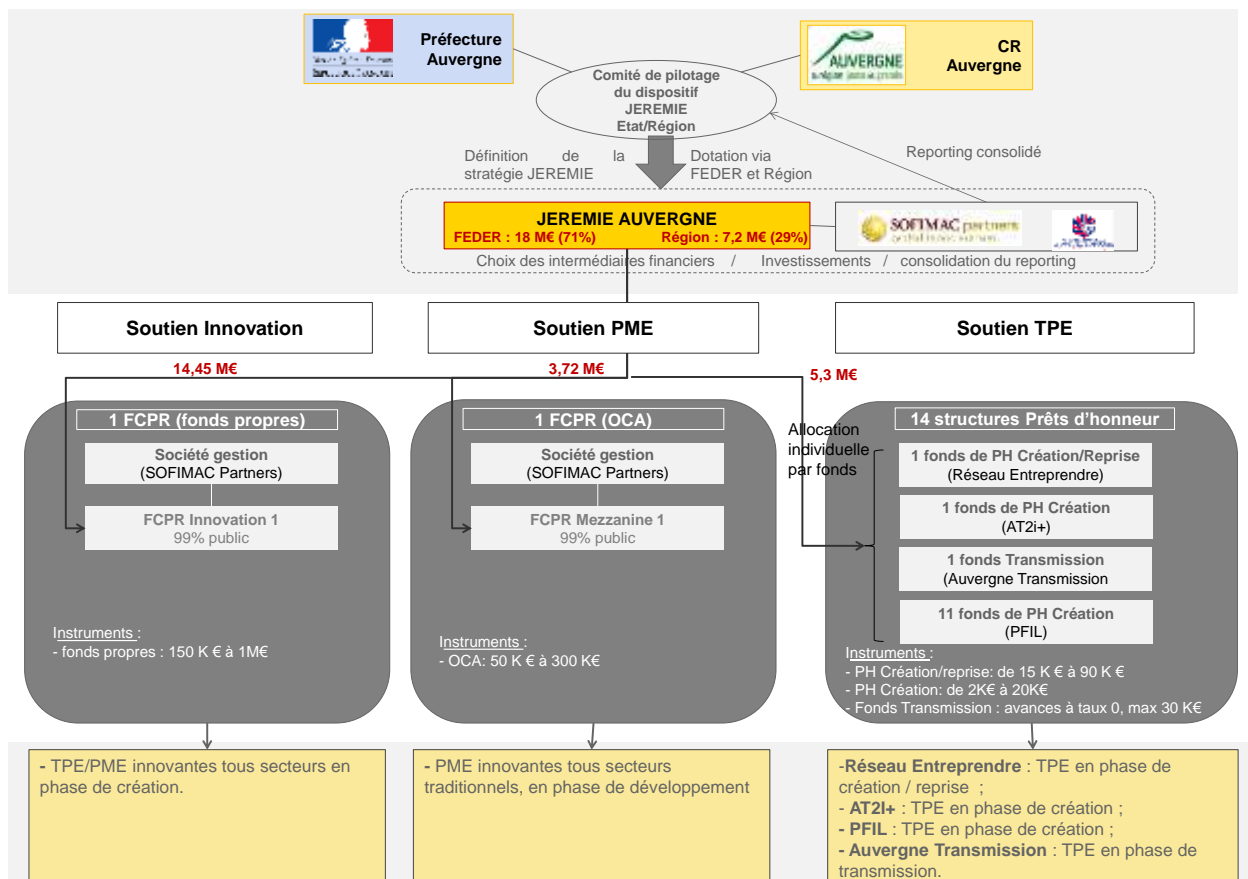 Préfecture
Auvergne
AUVERGNE
CR
Auvergne
Comité de pilotage
du dispositif
JEREMIE
Etat/Région
Définition de la
stratégie JEREMIE
Dotation via
FEDER et Région
Reporting consolidé
JEREMIE AUVERGNE
FEDER : 18 M€ (71%) Région : 7,2 M€ (29%)
SOFIMAC partners
Choix des intermédiaires financiers / Investissements / consolidation du reporting
Soutien Innovation
Soutien PME
Soutien TPE
14,45 M€
3,72 M€
5,3 M€
1 FCPR (fonds propres)
Société gestion
(SOFIMAC Partners)
FCPR Innovation 1
99% public
Instruments :
- fonds propres : 150 K € à 1M€
1 FCPR (OCA)
Société gestion
(SOFIMAC Partners)
FCPR Mezzanine 1
99% public
Instruments :
- OCA: 50 K € à 300 K€
Allocation
individuelle
par fonds
14 structures Prêts d'honneur
1 fonds de PH Création/Reprise
(Réseau Entreprendre)
1 fonds de PH Création
(AT2i+)
1 fonds Transmission
(Auvergne Transmission
11 fonds de PH Création
(PFIL)
Instruments :
- PH Création/reprise: de 15 K € à 90 K €
- PH Création: de 2K€ à 20K€
- Fonds Transmission : avances à taux 0, max 30 K€
- TPE/PME innovantes tous secteurs en
phase de création.
- PME innovantes tous secteurs
traditionnels, en phase de développement
-Réseau Entreprendre : TPE en phase de
création / reprise ;
- AT2I+ : TPE en phase de création ;
- PFIL : TPE en phase de création ;
- Auvergne Transmission : TPE en phase de
transmission.